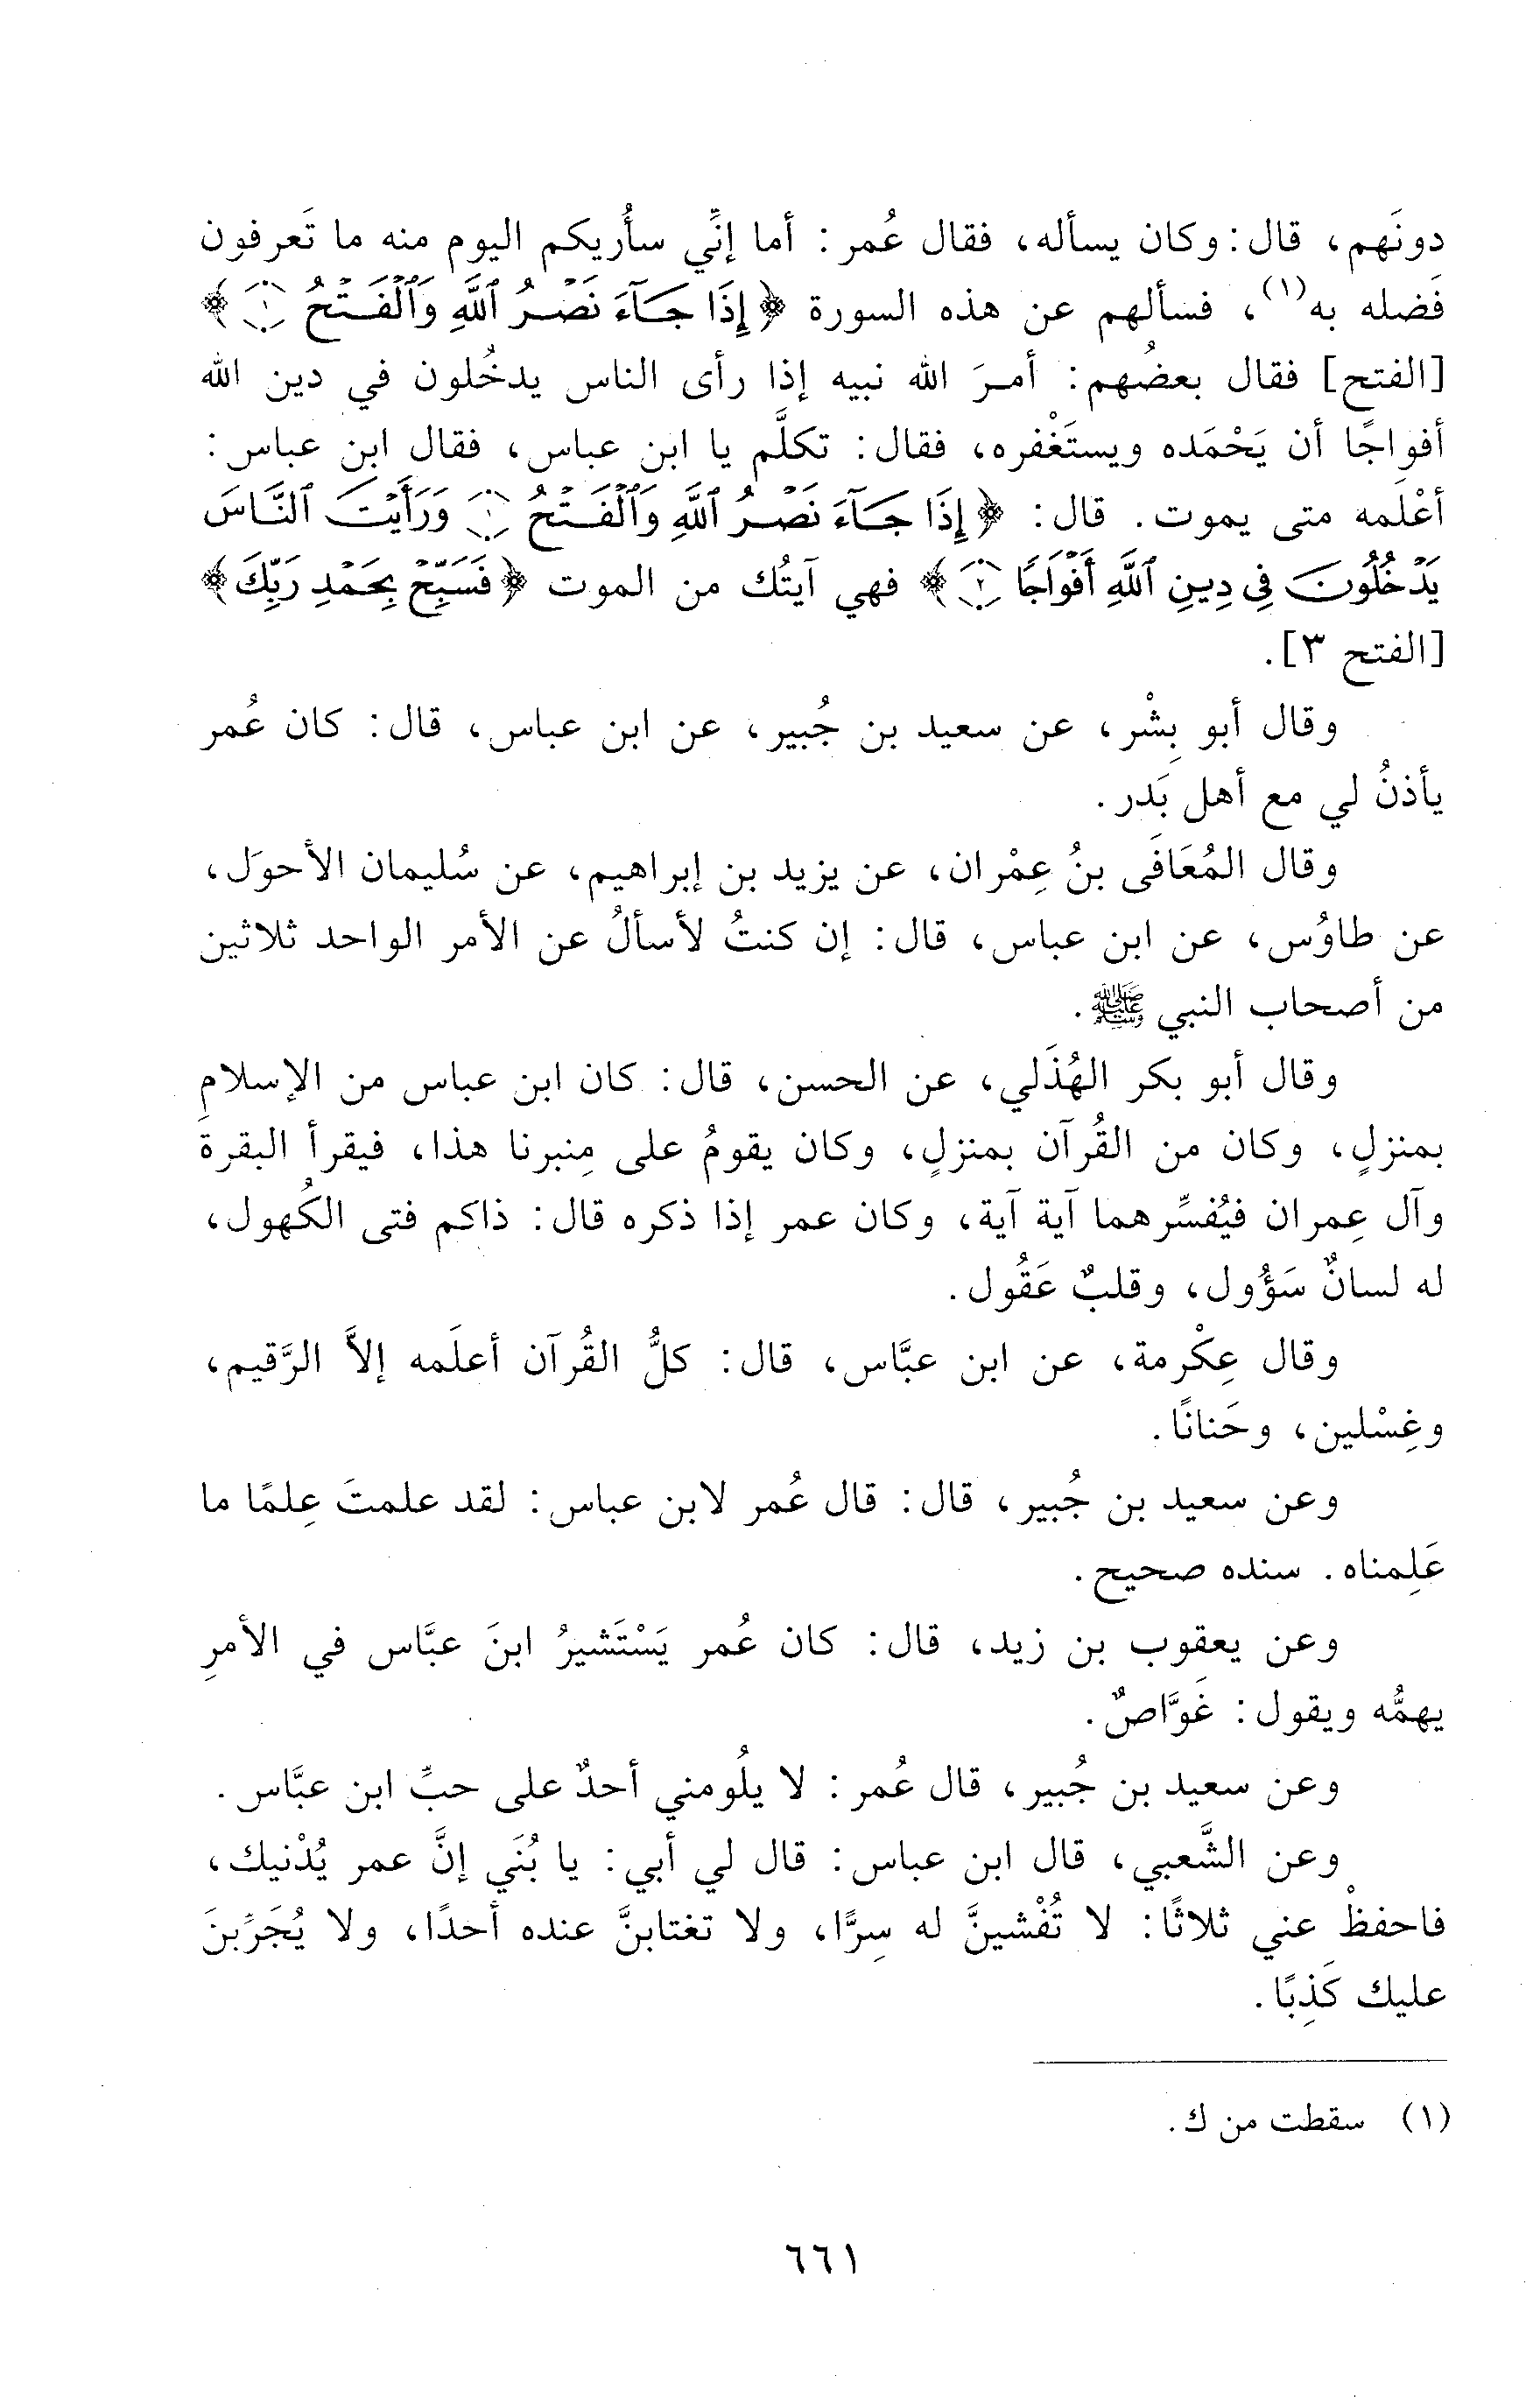 دونَهم، قال: وكان يسأله، فقال عُمر: أما إنِّي سأُريكم اليوم منه ما تَعرفون
فَضله به(١)، فسألهم عن هذه السورة ﴿إِذَا جَآءَ نَصْرُ ٱللَّهِ وَٱلْفَتْحُ ١﴾
[الفتح] فقال بعضُهم: أمرَ الله نبيه إذا رأى الناس يدخُلون في دين الله
أفواجًا أن يَحْمَده ويستَغْفره، فقال: تكلَّم يا ابن عباس، فقال ابن عباس:
أعْلَمه متى يموت. قال: ﴿إِذَا جَآءَ نَصْرُ ٱللَّهِ وَٱلْفَتْحُ ١ وَرَأَيْتَ ٱلنَّاسَ
يَدْخُلُونَ فِى دِينِ ٱللَّهِ أَفْوَاجًا ٢﴾ فهي آيتُك من الموت ﴿فَسَبِّحْ بِحَمْدِ رَبِّكَ﴾
[الفتح ٣].
وقال أبو بِشْر، عن سعيد بن جُبير، عن ابن عباس، قال: كان عُمر
يأذنُ لي مع أهل بَدر.
وقال المُعَافَى بنُ عِمْران، عن يزيد بن إبراهيم، عن سُليمان الأحوَل،
عن طاوُس، عن ابن عباس، قال: إن كنتُ لأسألُ عن الأمر الواحد ثلاثين
من أصحاب النبي ﷺ.
وقال أبو بكر الهُذَلي، عن الحسن، قال: كان ابن عباس من الإسلامِ
بمنزلٍ، وكان من القُرآن بمنزلٍ، وكان يقومُ على مِنبرنا هذا، فيقرأ البقرةَ
وآل عِمران فيُفسِّرهما آية آية، وكان عمر إذا ذكره قال: ذاكم فتى الكُهول،
له لسانٌ سَؤُول، وقلبٌ عَقُول.
وقال عِكْرمة، عن ابن عبَّاس، قال: كلُّ القُرآن أعلَمه إلاَّ الرَّقيم،
وغِسْلين، وحَنانًا.
وعن سعيد بن جُبير، قال: قال عُمر لابن عباس: لقد علمتَ عِلمًا ما
عَلِمناه. سنده صحيح.
وعن يعقوب بن زيد، قال: كان عُمر يَسْتَشيرُ ابنَ عبَّاس في الأمرِ
يهمُّه ويقول: غَوَّاصٌ.
وعن سعيد بن جُبير، قال عُمر: لا يلُومني أحدٌ على حبِّ ابن عبَّاس.
وعن الشَّعبي، قال ابن عباس: قال لي أبي: يا بُنَي إنَّ عمر يُدْنيك،
فاحفظْ عني ثلاثًا: لا تُفْشينَّ له سِرًّا، ولا تغتابنَّ عنده أحدًا، ولا يُجَرِّبنَ
عليك كَذِبًا.
(١) سقطت من ك.
٦٦١